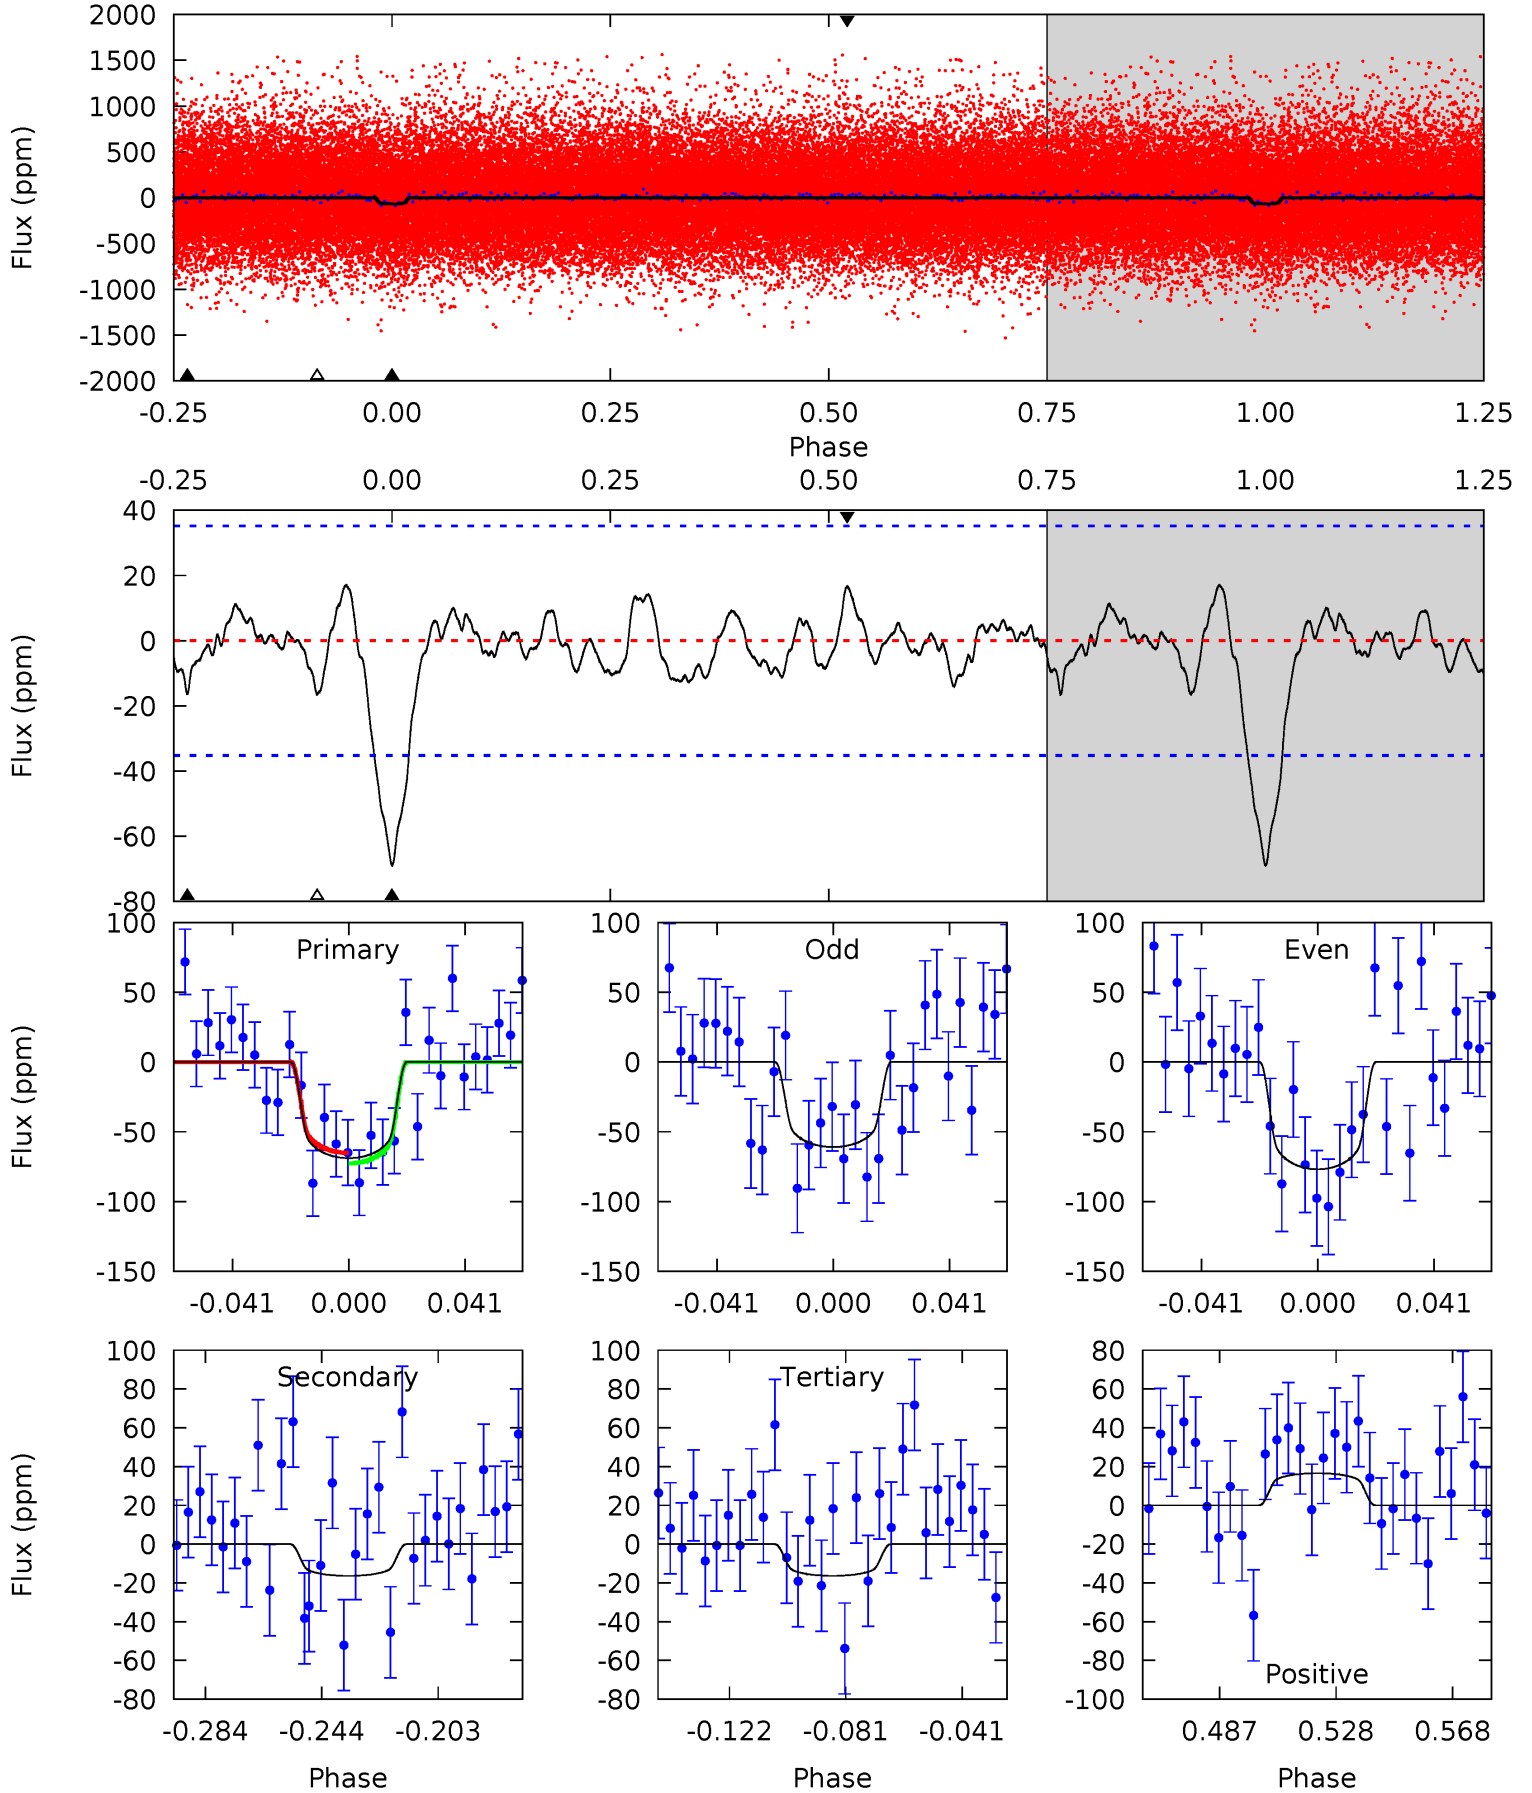 2000
1500
1000
500
0
-500
-1000
-1500
-2000
Flux (ppm)
-0.25 0.00 0.25 0.50 0.75 1.00 1.25
Phase
-0.25 0.00 0.25 0.50 0.75 1.00 1.25
40
20
0
-20
-40
-60
-80
Flux (ppm)
Primary Odd Even
100 100 100
50 50 50
0 0 0
-50 -50 -50
-100 -100 -100
-150 -150 -150
Flux (ppm)
-0.041 0.000 0.041 -0.041 0.000 0.041 -0.041 0.000 0.041
Secondary Tertiary Positive
100 100 80
80 80 60
60 60 40
40 40 20
20 20 0
0 0 -20
-20 -20 -40
-40 -40 -60
-60 -60 -80
-80 -80 -100
Flux (ppm)
-0.284 -0.244 -0.203 -0.122 -0.081 -0.041 0.487 0.528 0.568
Phase Phase Phase